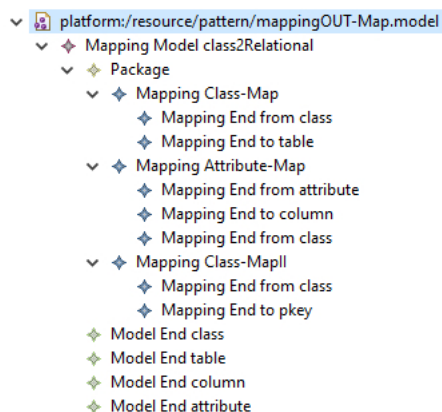 platform:/resource/pattern/mappingOUT-Map.model
Mapping Model class2Relational
Package
Mapping Class-Map
Mapping End from class
Mapping End to table
Mapping Attribute-Map
Mapping End from attribute
Mapping End to column
Mapping End from class
Mapping Class-MapII
Mapping End from class
Mapping End to pkey
Model End class
Model End table
Model End column
Model End attribute